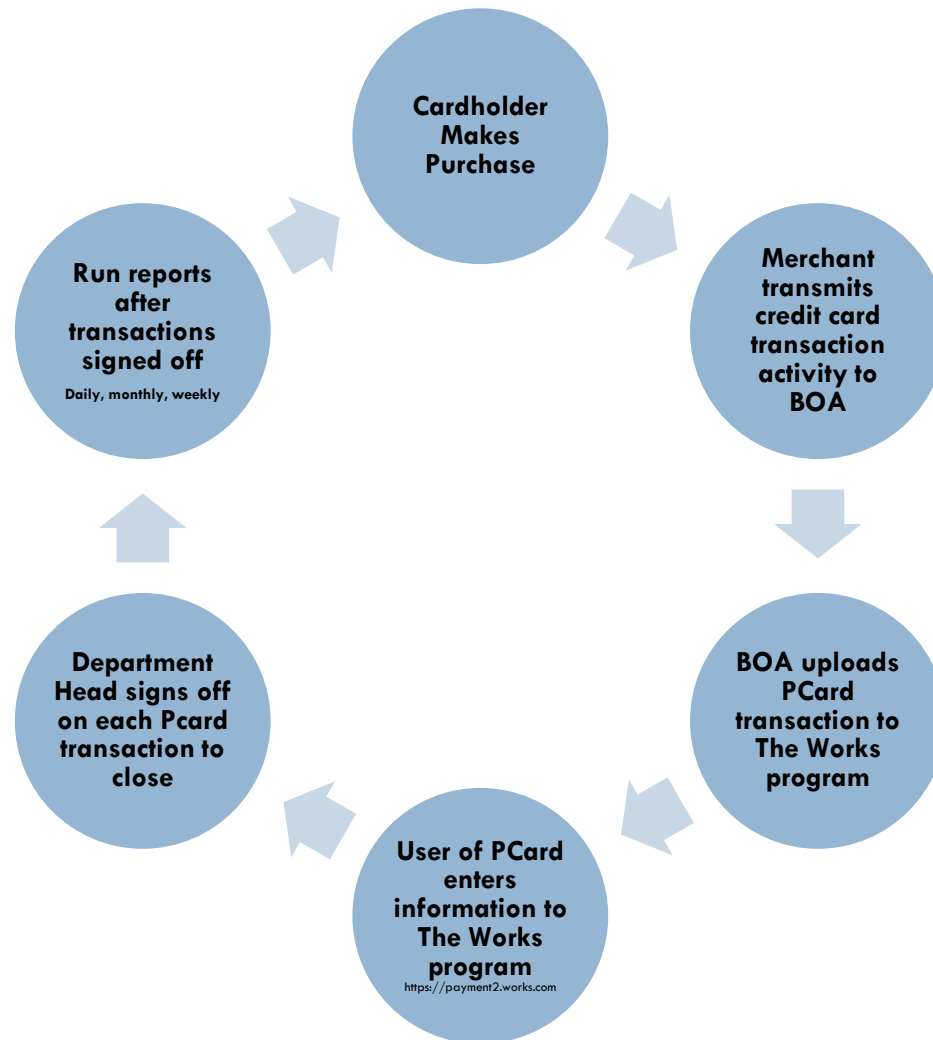 Cardholder
Makes
Purchase
Merchant
transmits
credit card
transaction
activity to
BOA
BOA uploads
PCard
transaction to
The Works
program
User of PCard
enters
information to
The Works
program
https://payment2.works.com
Department
Head signs off
on each Pcard
transaction to
close
Run reports
after
transactions
signed off
Daily, monthly, weekly